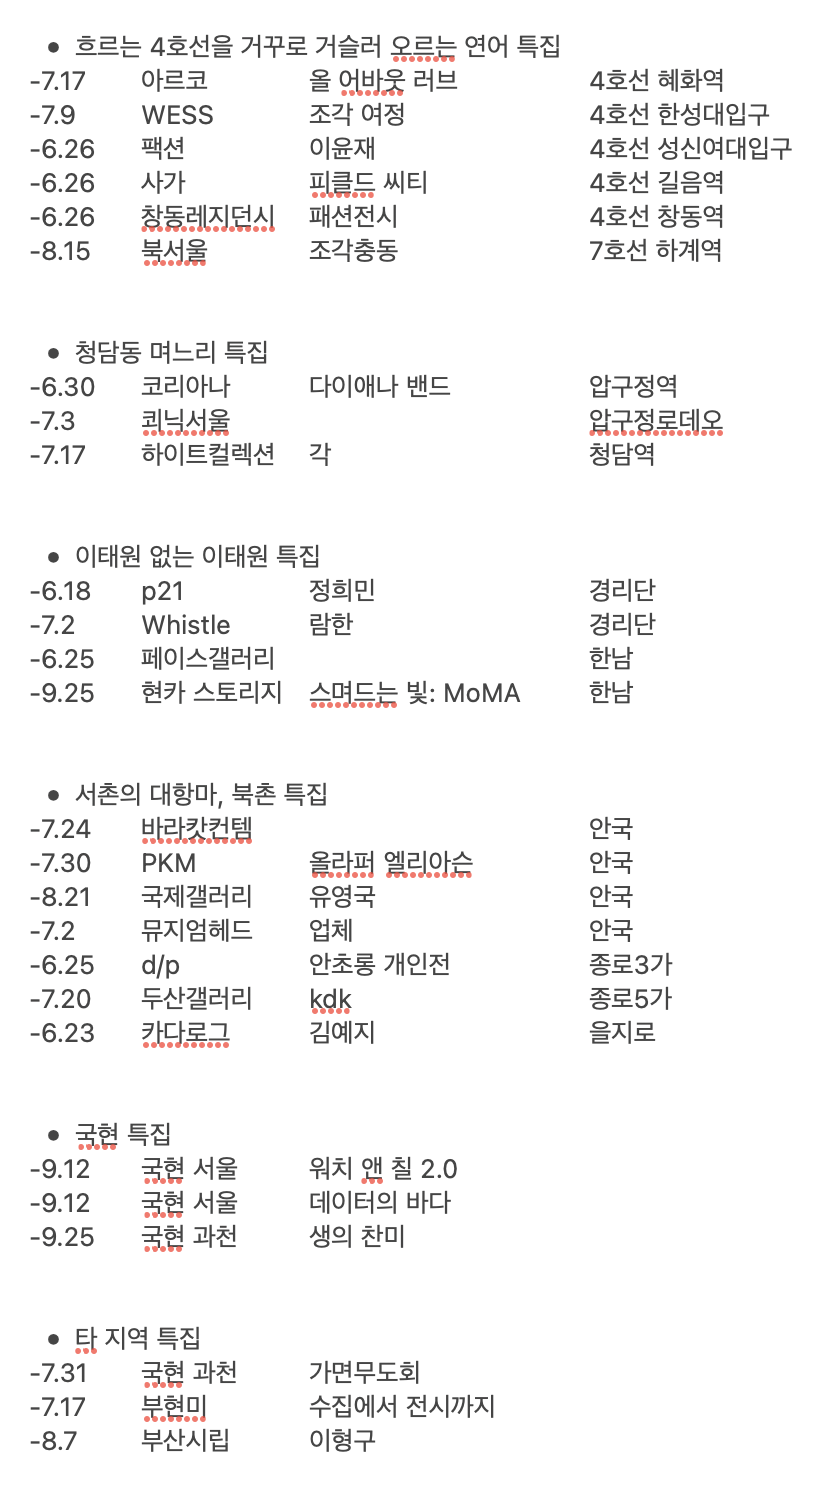 • 흐르는 4호선을 거꾸로 거슬러 오르는 연어 특집
-7.17 아르코 올 어바웃 러브 4호선 혜화역
-7.9 WESS 조각 여정 4호선 한성대입구
-6.26 팩션 이윤재 4호선 성신여대입구
-6.26 사가 피클드 씨티 4호선 길음역
-6.26 창동레지던시 패션전시 4호선 창동역
-8.15 북서울 조각충동 7호선 하계역
• 청담동 며느리 특집
-6.30 코리아나 다이애나 밴드 압구정역
-7.3 쾨닉서울 압구정로데오
-7.17 하이트컬렉션 각 청담역
• 이태원 없는 이태원 특집
-6.18 p21 정희민 경리단
-7.2 Whistle 람한 경리단
-6.25 페이스갤러리 한남
-9.25 현카 스토리지 스며드는 빛: MoMA 한남
• 서촌의 대항마, 북촌 특집
-7.24 바라캇컨템 안국
-7.30 PKM 올라퍼 엘리아슨 안국
-8.21 국제갤러리 유영국 안국
-7.2 뮤지엄헤드 업체 안국
-6.25 d/p 안초롱 개인전 종로3가
-7.20 두산갤러리 kdk 종로5가
-6.23 카다로그 김예지 을지로
• 국현 특집
-9.12 국현 서울 워치 앤 칠 2.0
-9.12 국현 서울 데이터의 바다
-9.25 국현 과천 생의 찬미
• 타 지역 특집
-7.31 국현 과천 가면무도회
-7.17 부현미 수집에서 전시까지
-8.7 부산시립 이형구